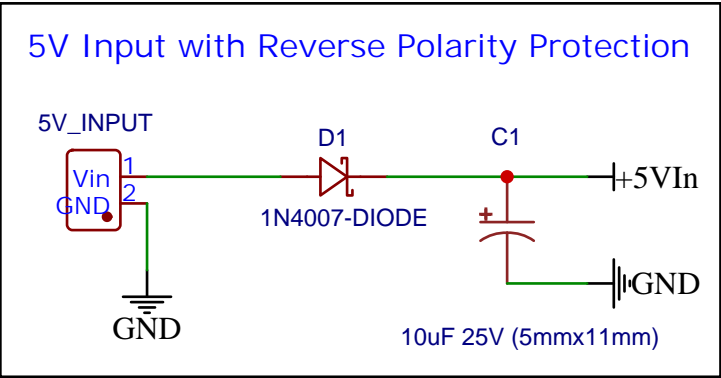 5V Input with Reverse Polarity Protection
5V_INPUT
D1
C1
Vin 1
GND 2
+5VIn
1N4007-DIODE
+
GND
GND
10uF 25V (5mmx11mm)